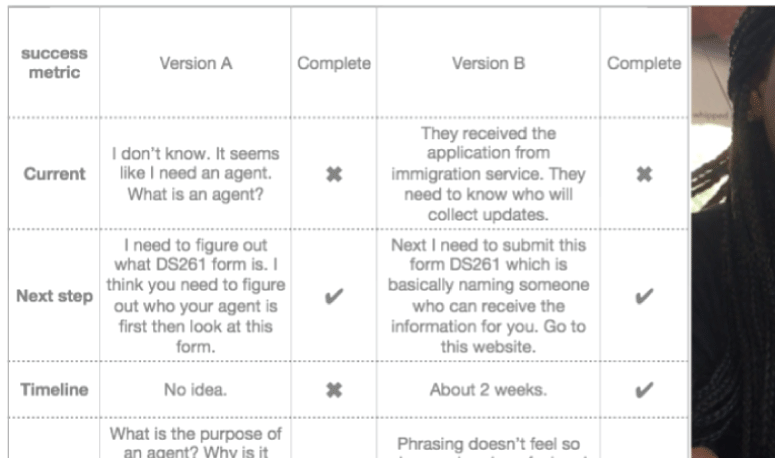 success metric Version A Complete Version B Complete
Current
I don't know. It seems
like I need an agent.
What is an agent?
✖
They received the
application from
immigration service. They
need to know who will
collect updates.
✖
Next step
I need to figure out
what DS261 form is. I
think you need to figure
out who your agent is
first then look at this
form.
✔
Next I need to submit this
form DS261 which is
basically naming someone
who can receive the
information for you. Go to
this website.
✔
Timeline
No idea.
✖
About 2 weeks.
✔
What is the purpose of
an agent? Why is it
Phrasing doesn't feel so